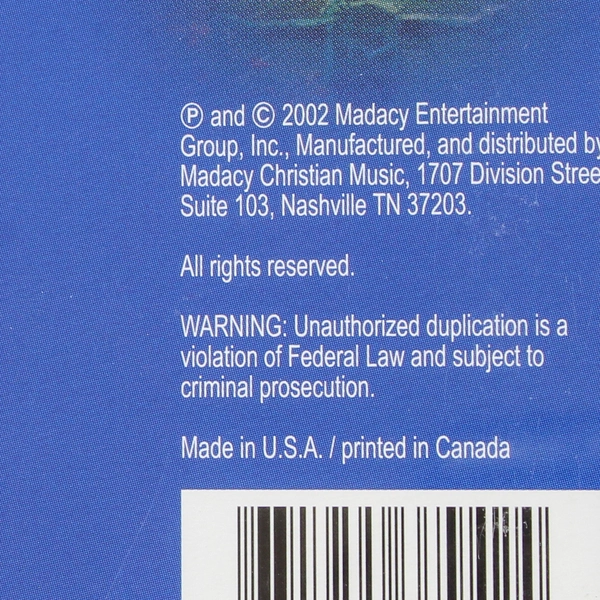 Ⓟ and © 2002 Madacy Entertainment
Group, Inc., Manufactured, and distributed by
Madacy Christian Music, 1707 Division Stree
Suite 103, Nashville TN 37203.
All rights reserved.
WARNING: Unauthorized duplication is a
violation of Federal Law and subject to
criminal prosecution.
Made in U.S.A. / printed in Canada